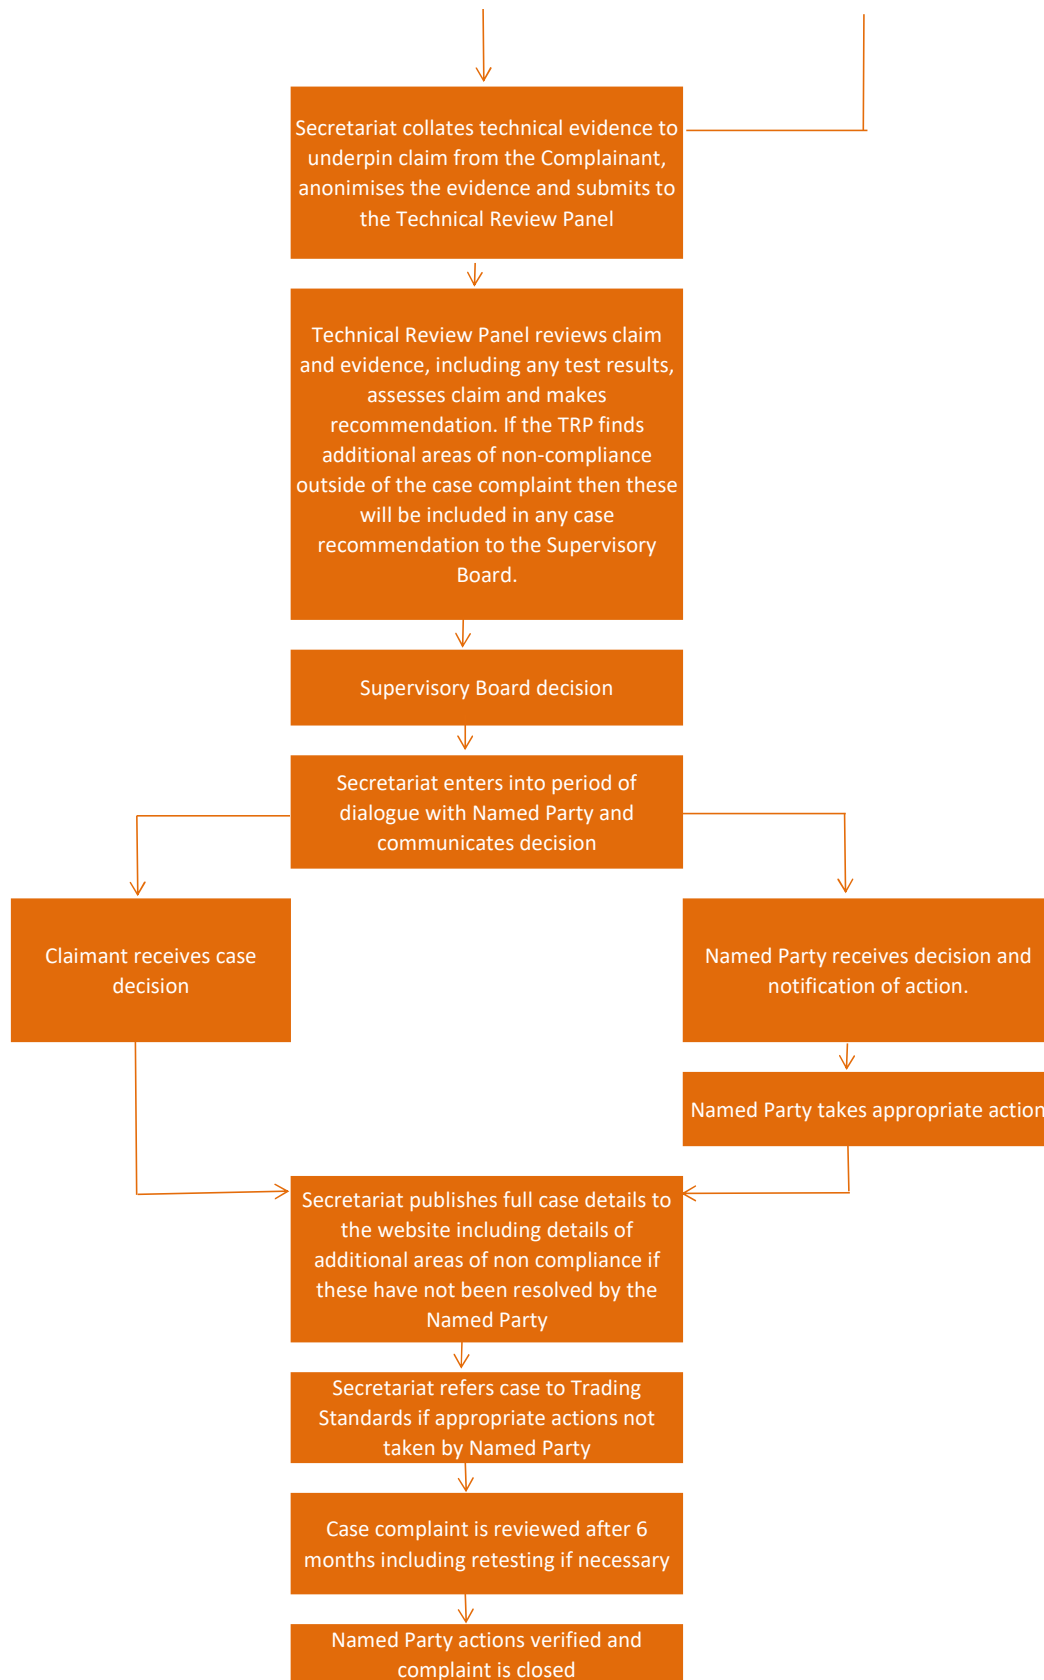 Secretariat collates technical evidence to
underpin claim from the Complainant,
anonimises the evidence and submits to
the Technical Review Panel
Technical Review Panel reviews claim
and evidence, including any test results,
assesses claim and makes
recommendation. If the TRP finds
additional areas of non-compliance
outside of the case complaint then these
will be included in any case
recommendation to the Supervisory
Board.
Supervisory Board decision
Secretariat enters into period of
dialogue with Named Party and
communicates decision
Claimant receives case
decision
Named Party receives decision and
notification of action.
Named Party takes appropriate action
Secretariat publishes full case details to
the website including details of
additional areas of non compliance if
these have not been resolved by the
Named Party
Secretariat refers case to Trading
Standards if appropriate actions not
taken by Named Party
Case complaint is reviewed after 6
months including retesting if necessary
Named Party actions verified and
complaint is closed